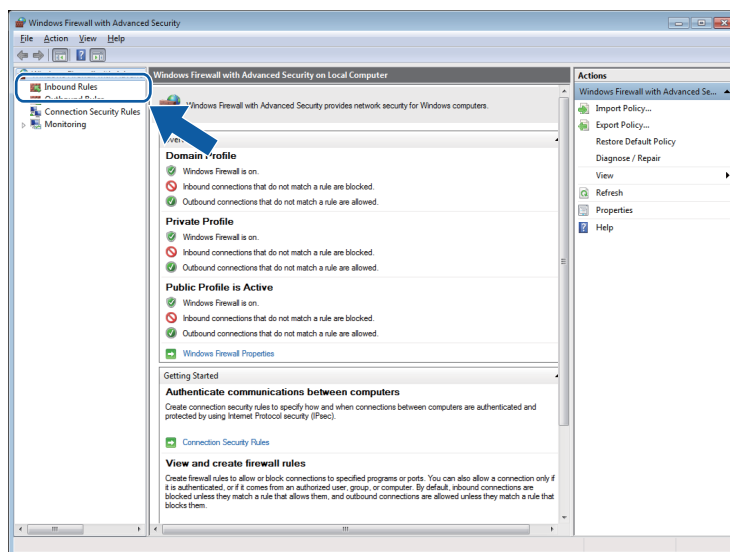 Windows Firewall with Advanced Security
File Action View Help
Inbound Rules
Outbound Rules
Connection Security Rules
Monitoring
Windows Firewall with Advanced Security on Local Computer
Windows Firewall with Advanced Security provides network security for Windows computers.
Domain Profile
Windows Firewall is on.
Inbound connections that do not match a rule are blocked.
Outbound connections that do not match a rule are allowed.
Private Profile
Windows Firewall is on.
Inbound connections that do not match a rule are blocked.
Outbound connections that do not match a rule are allowed.
Public Profile is Active
Windows Firewall is on.
Inbound connections that do not match a rule are blocked.
Outbound connections that do not match a rule are allowed.
Windows Firewall Properties
Getting Started
Authenticate communications between computers
Create connection security rules to specify how and when connections between computers are authenticated and
protected by using Internet Protocol security (IPsec).
Connection Security Rules
View and create firewall rules
Create firewall rules to allow or block connections to specified programs or ports. You can also allow a connection only if
it is authenticated, or if it comes from an authorized user, group, or computer. By default, inbound connections are
blocked unless they match a rule that allows them, and outbound connections are allowed unless they match a rule that
blocks them.
Actions
Windows Firewall with Advanced Se...
Import Policy...
Export Policy...
Restore Default Policy
Diagnose / Repair
View
Refresh
Properties
Help